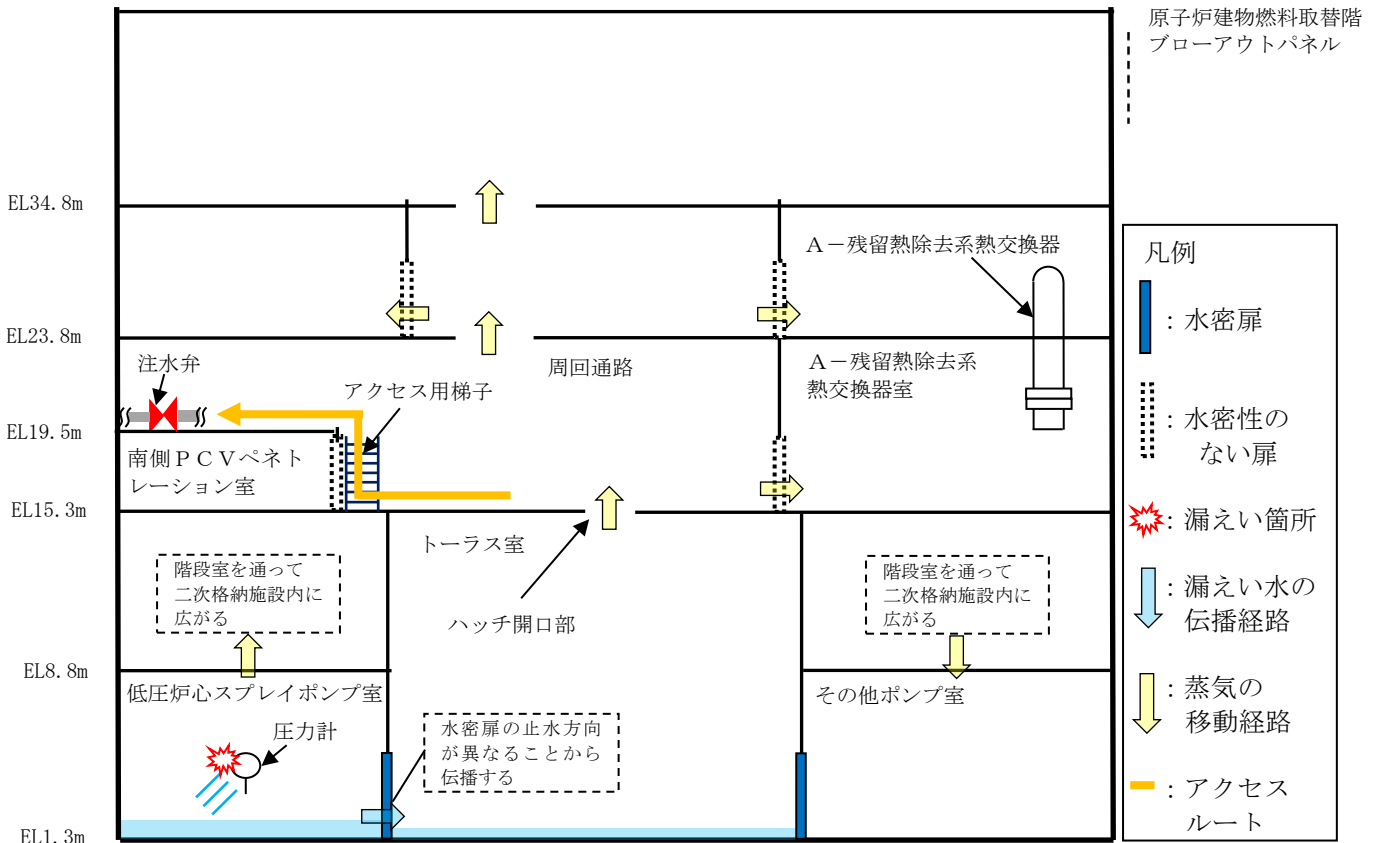 原子炉建物燃料取替階
ブローアウトパネル
EL34.8m
A－残留熱除去系熱交換器
EL23.8m
注水弁
アクセス用梯子
周回通路
A－残留熱除去系
熱交換器室
EL19.5m
南側PCVペネト
レーション室
EL15.3m
トーラス室
階段室を通って
二次格納施設内に
広がる
ハッチ開口部
階段室を通って
二次格納施設内に
広がる
EL8.8m
低圧炉心スプレイポンプ室
その他ポンプ室
圧力計
水密扉の止水方向
が異なることから
伝播する
EL1.3m
凡例
：水密扉
：水密性の
ない扉
：漏えい箇所
：漏えい水の
伝播経路
：蒸気の
移動経路
：アクセス
ルート